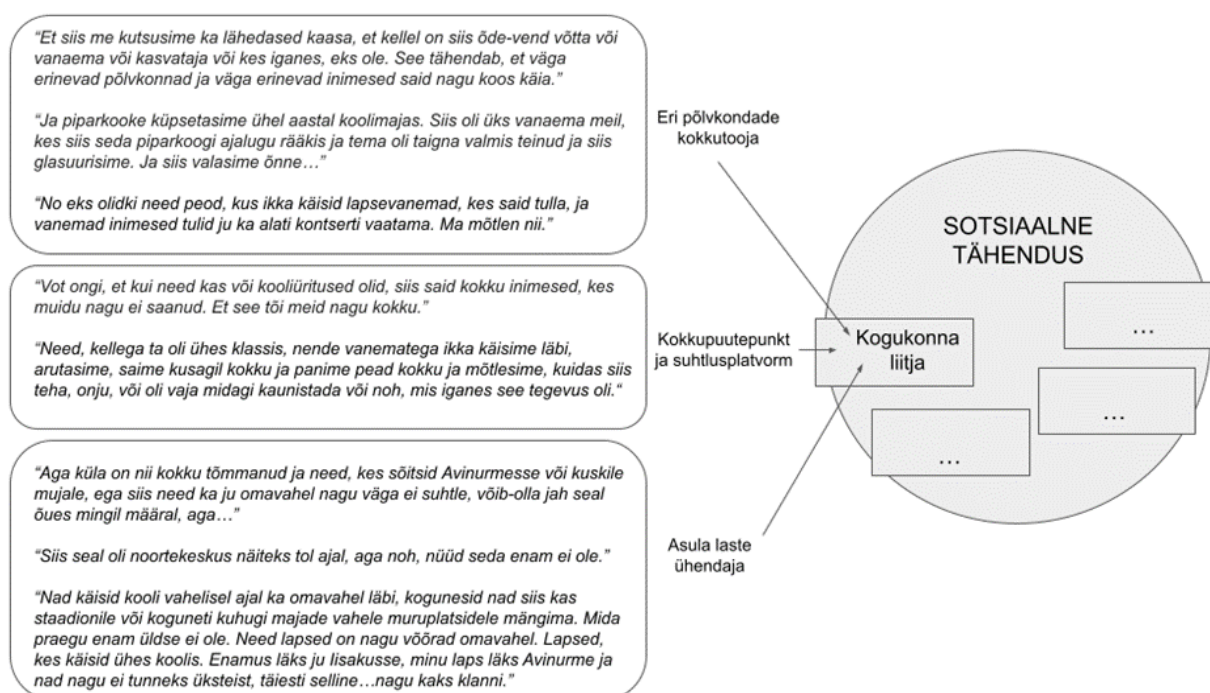 “Et siis me kutsusime ka lähedased kaasa, et kellel on siis õde-vend võtta või
vanaema või kasvataja või kes iganes, eks ole. See tähendab, et väga
erinevad põlvkonnad ja väga erinevad inimesed said nagu koos käia.”
“Ja piparkooke küpsetasime ühel aastal koolimajas. Siis oli üks vanaema meil,
kes siis seda piparkoogi ajalugu rääkis ja tema oli taigna valmis teinud ja siis
glasuurisime. Ja siis valasime õnne…”
“No eks olidki need peod, kus ikka käisid lapsevanemad, kes said tulla, ja
vanemad inimesed tulid ju ka alati kontserti vaatama. Ma mõtlen nii.”
“Vot ongi, et kui need kas või kooliüritused olid, siis said kokku inimesed, kes
muidu nagu ei saanud. Et see tõi meid nagu kokku.”
“Need, kellega ta oli ühes klassis, nende vanematega ikka käisime läbi,
arutasime, saime kusagil kokku ja panime pead kokku ja mõtlesime, kuidas siis
teha, onju, või oli vaja midagi kaunistada või noh, mis iganes see tegevus oli.“
“Aga küla on nii kokku tõmmanud ja need, kes sõitsid Avinurmesse või kuskile
mujale, ega siis need ka ju omavahel nagu väga ei suhtle, võib-olla jah seal
õues mingil määral, aga…”
“Siis seal oli noortekeskus näiteks tol ajal, aga noh, nüüd seda enam ei ole.”
“Nad käisid kooli vahelisel ajal ka omavahel läbi, kogunesid nad siis kas
staadionile või koguneti kuhugi majade vahele muruplatsidele mängima. Mida
praegu enam üldse ei ole. Need lapsed on nagu võõrad omavahel. Lapsed,
kes käisid ühes koolis. Enamus läks ju Iisakusse, minu laps läks Avinurme ja
nad nagu ei tunneks üksteist, täiesti selline…nagu kaks klanni.”
Eri põlvkondade
kokkutooja
Kokkupuutepunkt
ja suhtlusplatvorm
Asula laste
ühendaja
SOTSIAALNE
TÄHENDUS
Kogukonna
liitja
…
…
…